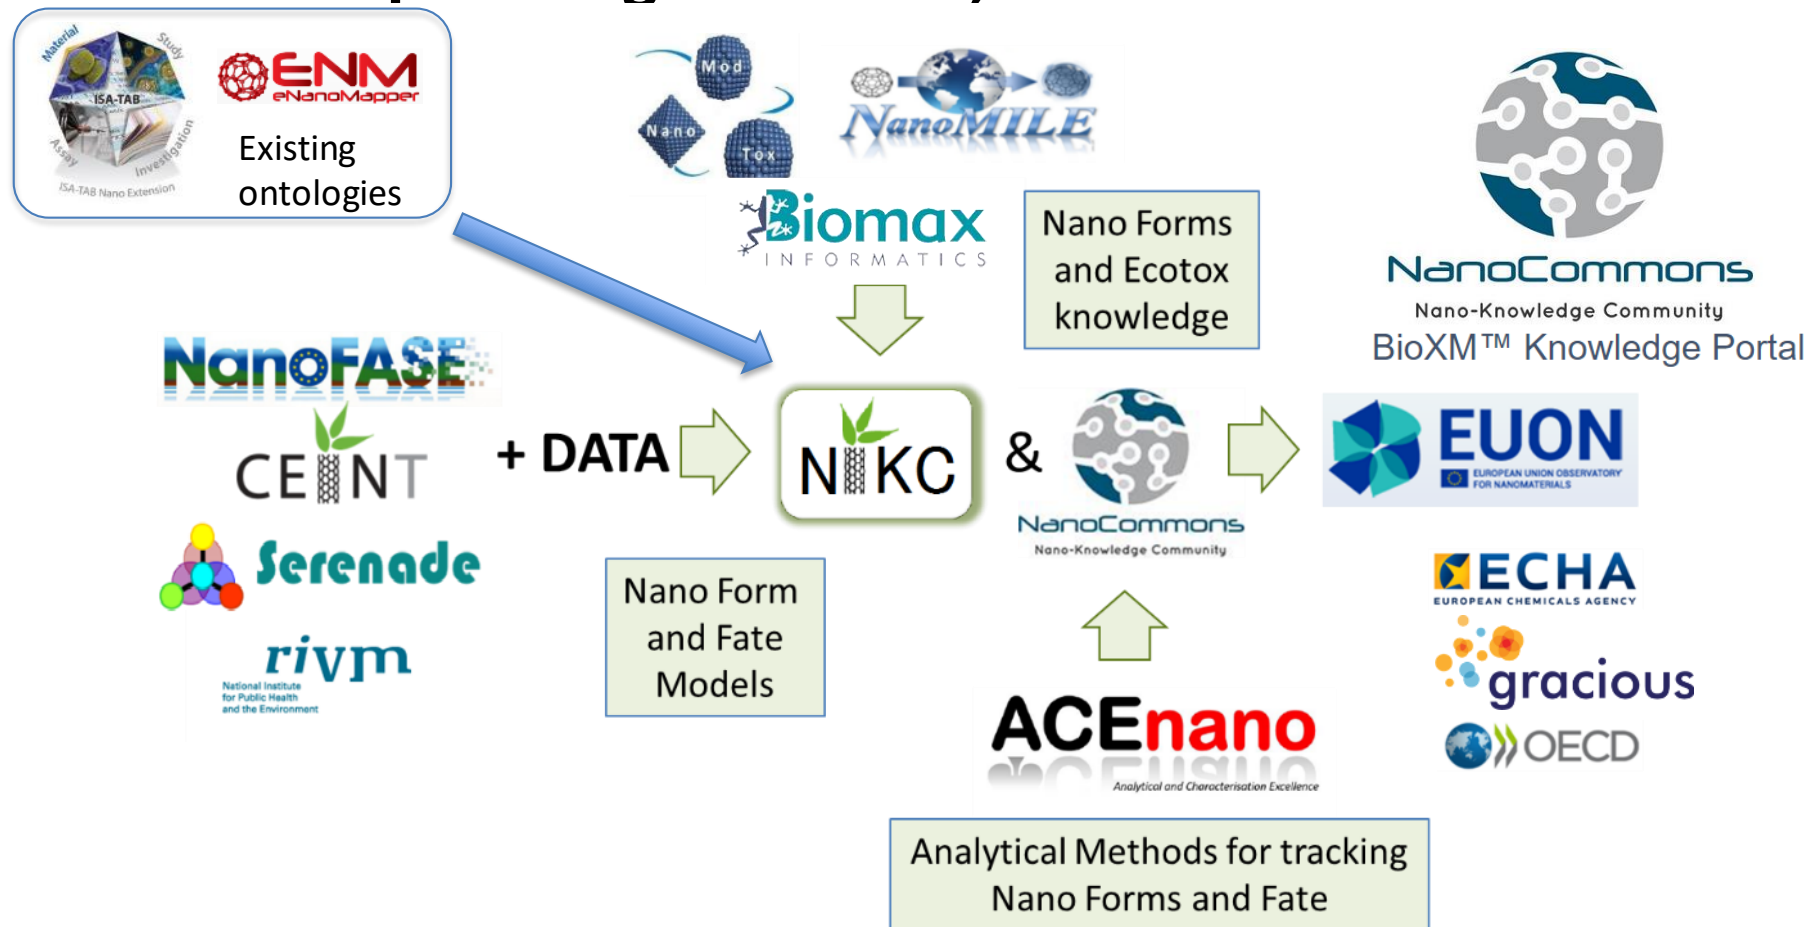 Material
Study
ISA-TAB
Assay
Investigation
ISA-TAB Nano Extension
ENM
eNanoMapper
Existing
ontologies
Mod
Nano
Tox
NanoMILE
Biomax
INFORMATICS
Nano Forms
and Ecotox
knowledge
NanoCommons
Nano-Knowledge Community
BioXM™ Knowledge Portal
NanoFASE
CEINT
+ DATA
NIKC
&
NanoCommons
Nano-Knowledge Community
EUON
EUROPEAN UNION OBSERVATORY
FOR NANOMATERIALS
Serenade
rivm
National Institute
for Public Health
and the Environment
Nano Form
and Fate
Models
ECHA
EUROPEAN CHEMICALS AGENCY
gracious
OECD
ACEnano
Analytical and Characterisation Excellence
Analytical Methods for tracking
Nano Forms and Fate